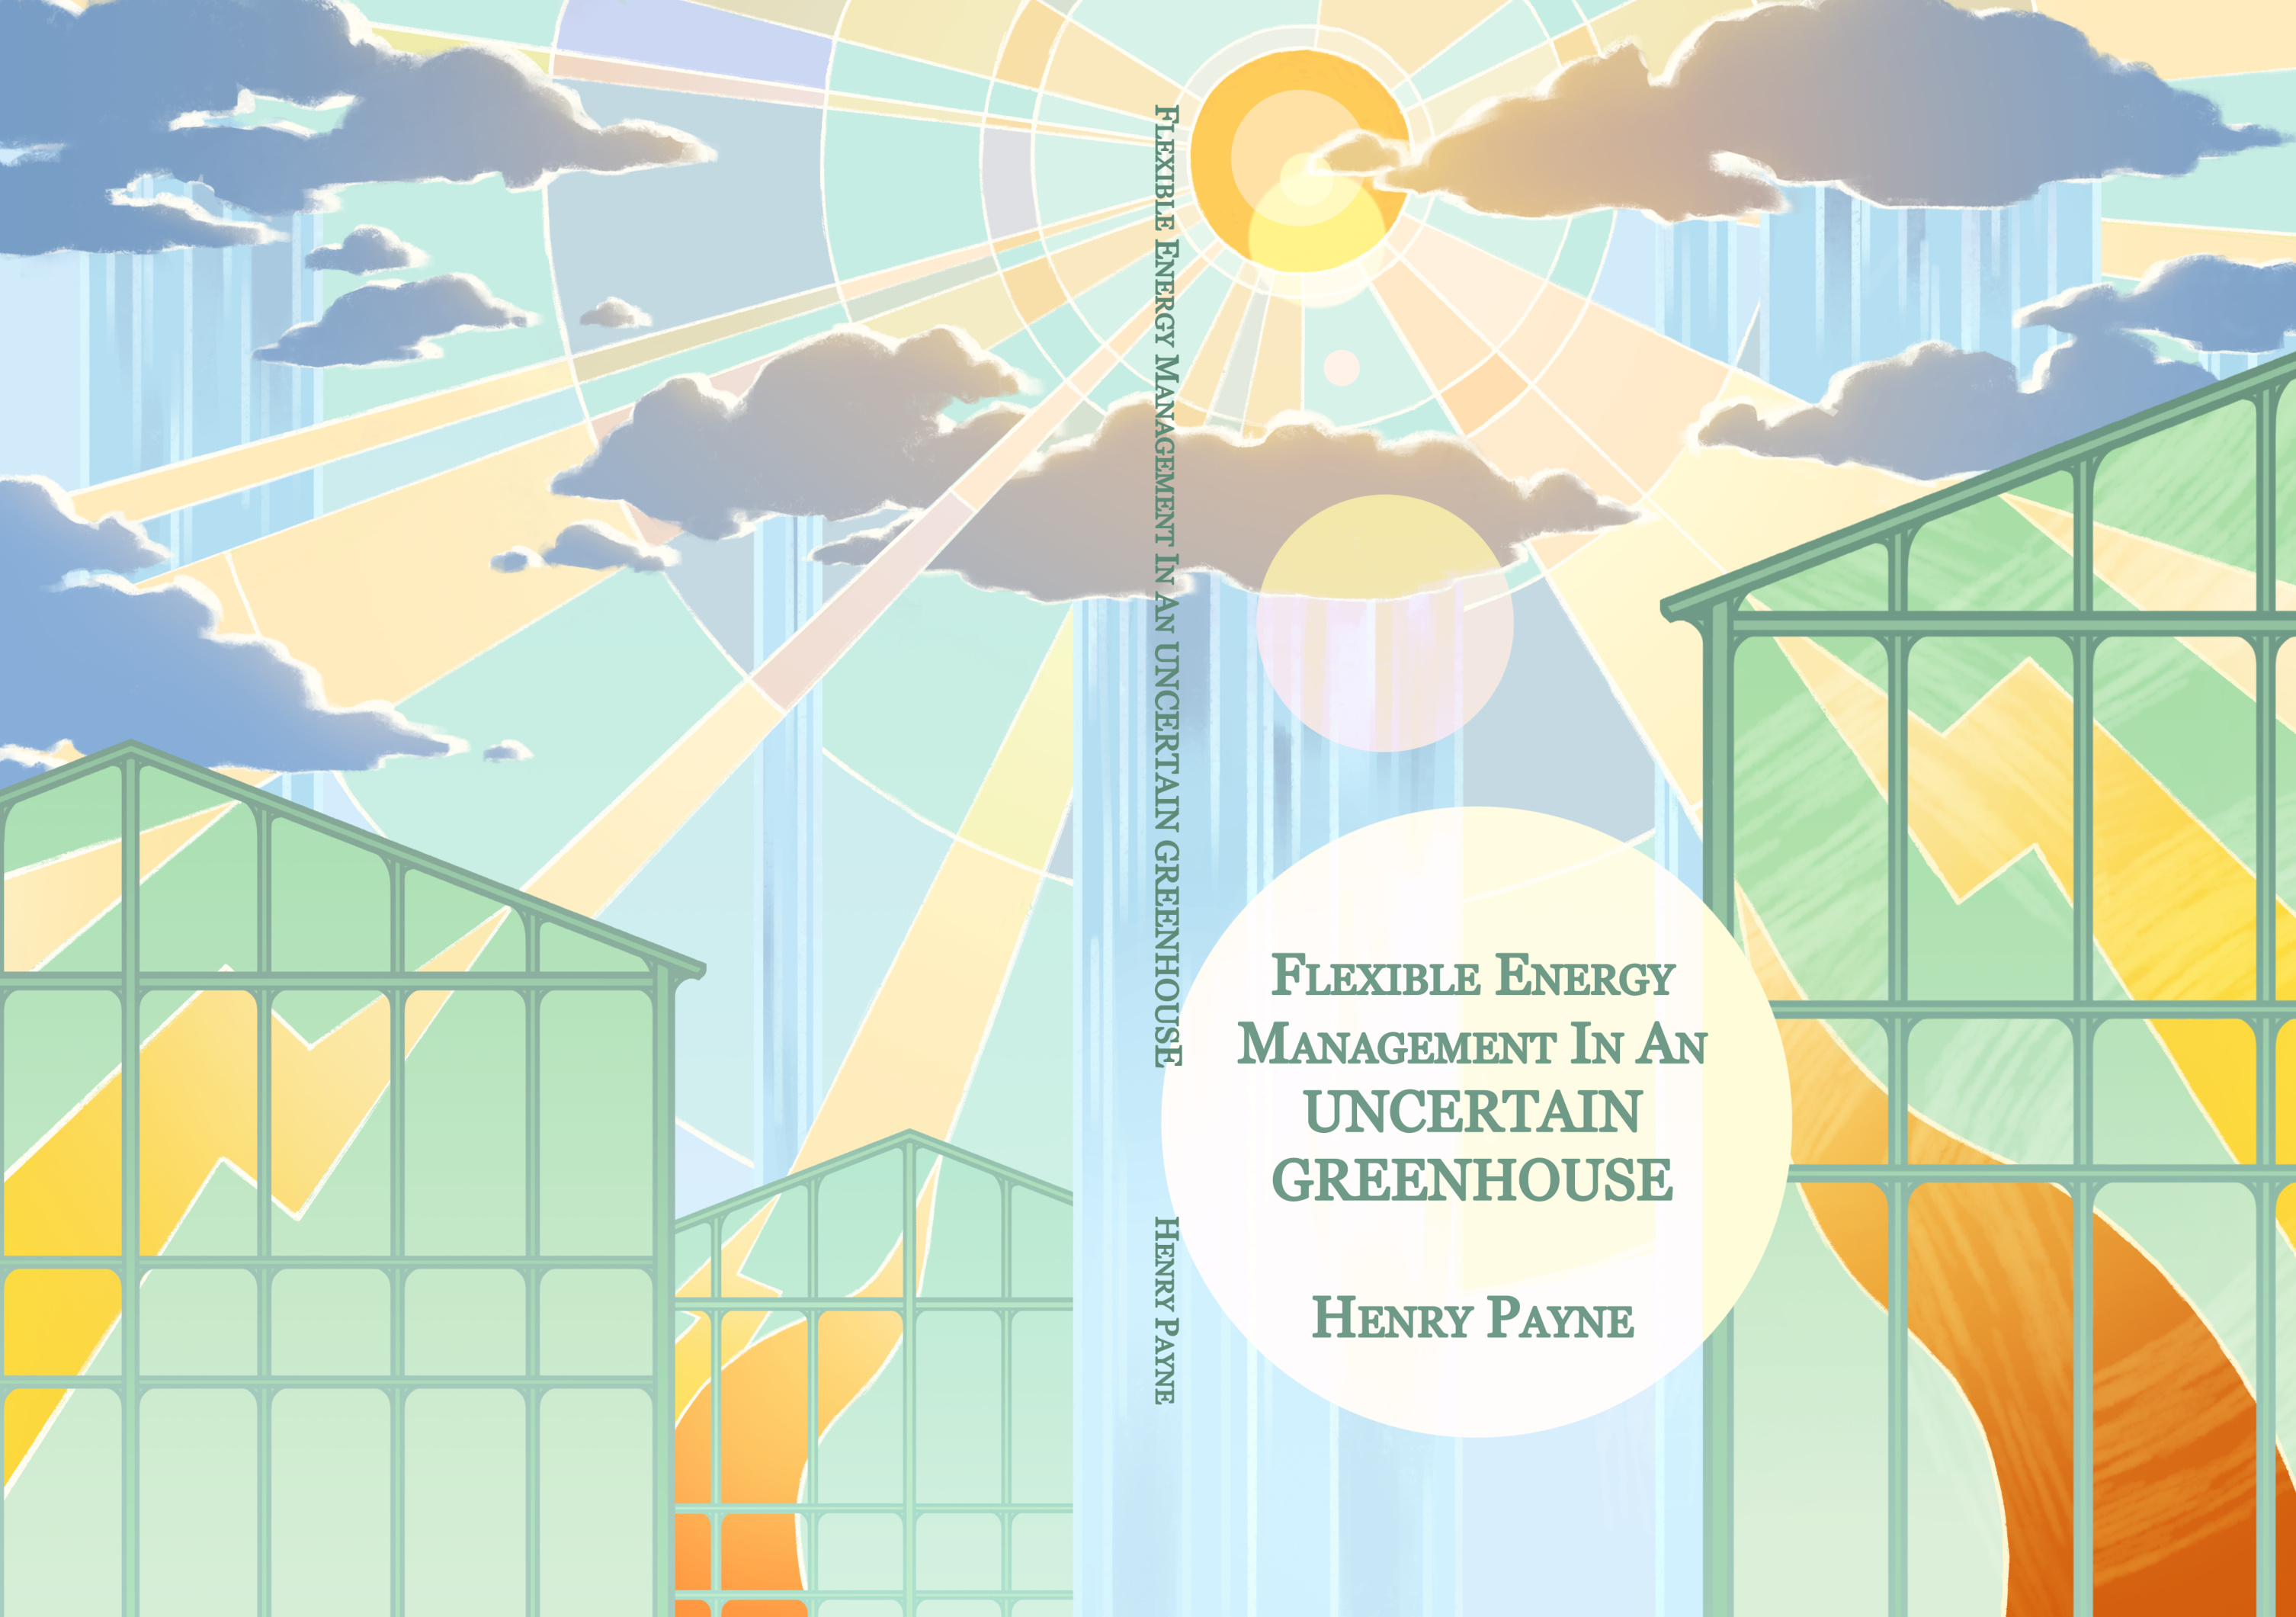 Flexible Energy Management In An UNCERTAIN GREENHOUSE
Henry Payne
Flexible Energy
Management In An
UNCERTAIN
GREENHOUSE
Henry Payne